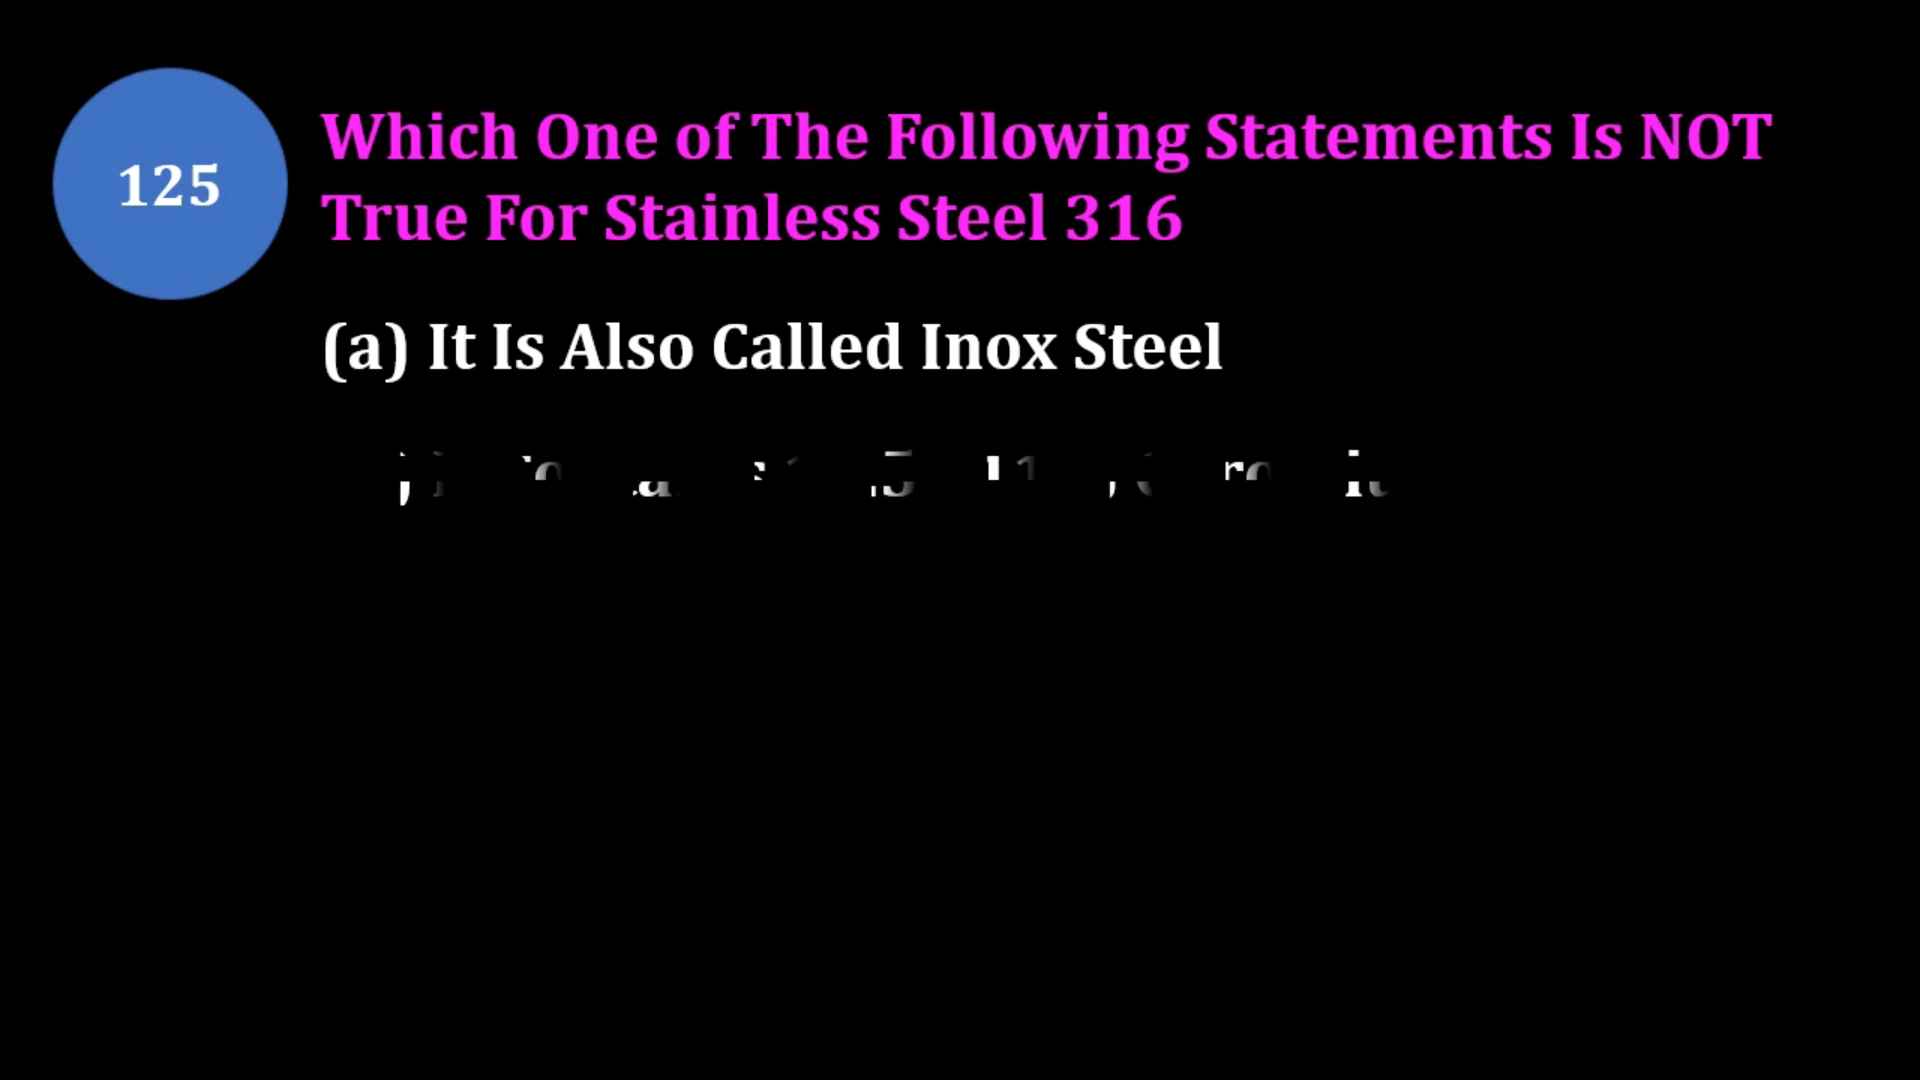 125
Which One of The Following Statements Is NOT
True For Stainless Steel 316
(a) It Is Also Called Inox Steel